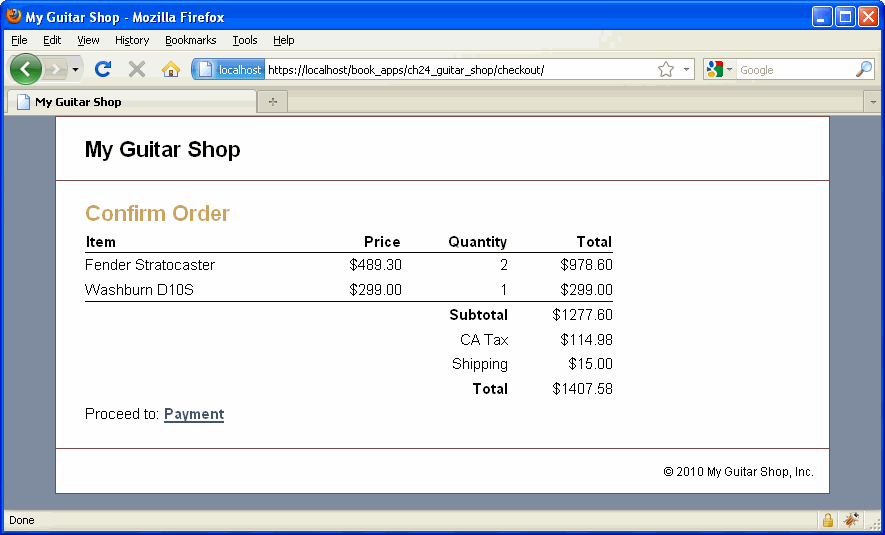 My Guitar Shop - Mozilla Firefox
File Edit View History Bookmarks Tools Help
localhost https://localhost/book_apps/ch24_guitar_shop/checkout/ Google
My Guitar Shop
My Guitar Shop
Confirm Order
Item Price Quantity Total
Fender Stratocaster $489.30 2 $978.60
Washburn D10S $299.00 1 $299.00
Subtotal $1277.60
CA Tax $114.98
Shipping $15.00
Total $1407.58
Proceed to: Payment
© 2010 My Guitar Shop, Inc.
Done